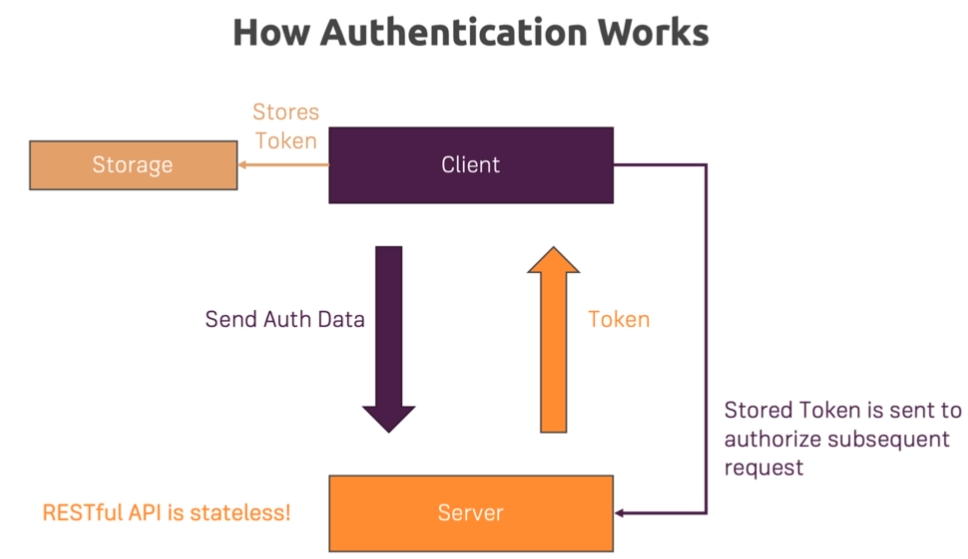 How Authentication Works
Stores
Token
Storage
Client
Send Auth Data
Token
Stored Token is sent to
authorize subsequent
request
RESTful API is stateless!
Server